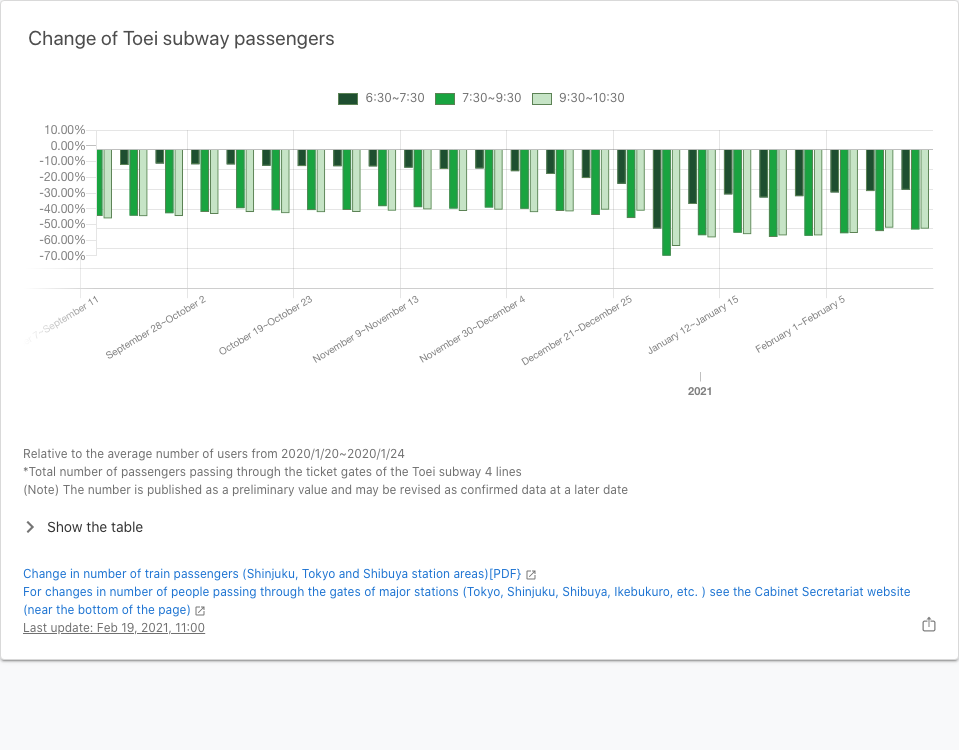 Change of Toei subway passengers
6:30~7:30 7:30~9:30 9:30~10:30
10.00%
0.00%
-10.00%
-20.00%
-30.00%
-40.00%
-50.00%
-60.00%
-70.00%
7~September 11
September 28~October 2
October 19~October 23
November 9~November 13
November 30~December 4
December 21~December 25
January 12~January 15
February 1~February 5
2021
Relative to the average number of users from 2020/1/20~2020/1/24
*Total number of passengers passing through the ticket gates of the Toei subway 4 lines
(Note) The number is published as a preliminary value and may be revised as confirmed data at a later date
Show the table
Change in number of train passengers (Shinjuku, Tokyo and Shibuya station areas)[PDF}
For changes in number of people passing through the gates of major stations (Tokyo, Shinjuku, Shibuya, Ikebukuro, etc. ) see the Cabinet Secretariat website
(near the bottom of the page)
Last update: Feb 19, 2021, 11:00